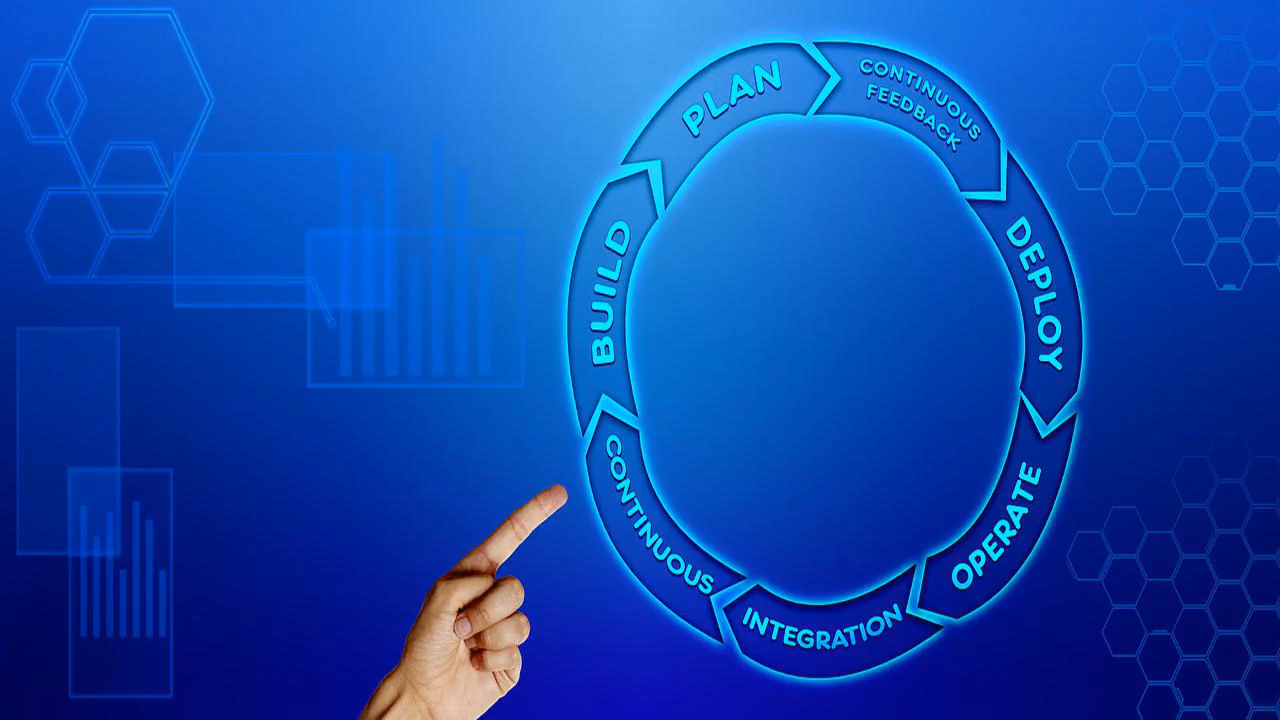 PLAN
CONTINUOUS
FEEDBACK
DEPLOY
OPERATE
INTEGRATION
CONTINUOUS
BUILD